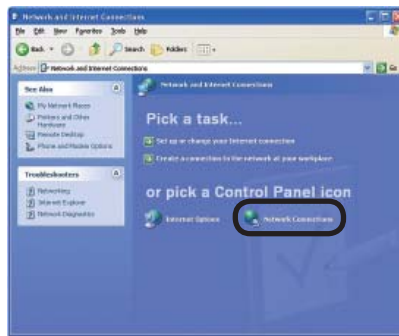 Network and Internet Connections
File Edit View Favorites Tools Help
Back Search Folders
Address Network and Internet Connections Go
See Also
My Network Places
Printers and Other Hardware
Remote Desktop
Phone and Modem Options
Troubleshooters
Networking
Internet Explorer
Network Diagnostics
Network and Internet Connections
Pick a task...
Set up or change your Internet connection
Create a connection to the network at your workplace
or pick a Control Panel icon
Internet Options Network Connections